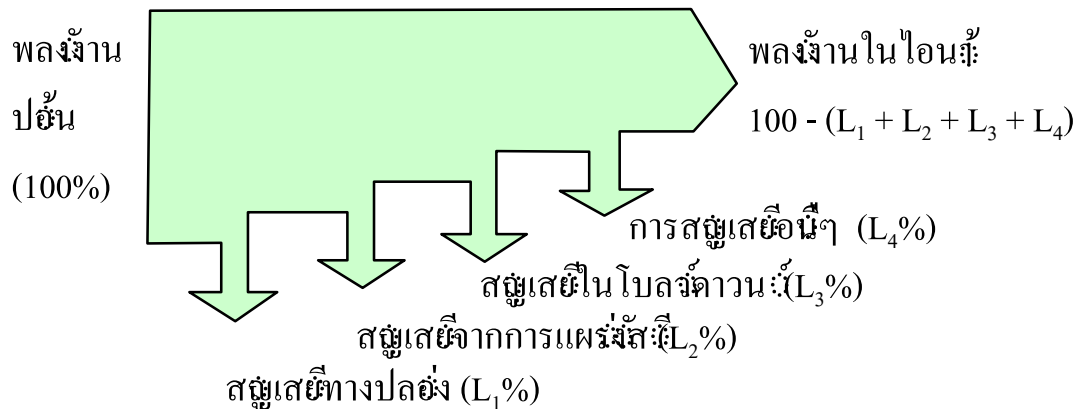 พลังงาน
ป้อน
(100%)
พลังงานในไอน้ำ
100 - (L₁ + L₂ + L₃ + L₄)
การสูญเสียอื่นๆ (L₄%)
สูญเสียในโบลว์ดาวน์ (L₃%)
สูญเสียจากการแผ่รังสี (L₂%)
สูญเสียทางปล่อง (L₁%)